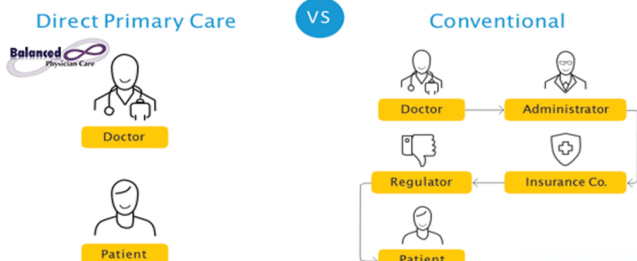 Direct Primary Care
VS
Conventional
Balanced
Physician Care
Doctor
Patient
Doctor
Administrator
Regulator
Insurance Co.
Patient